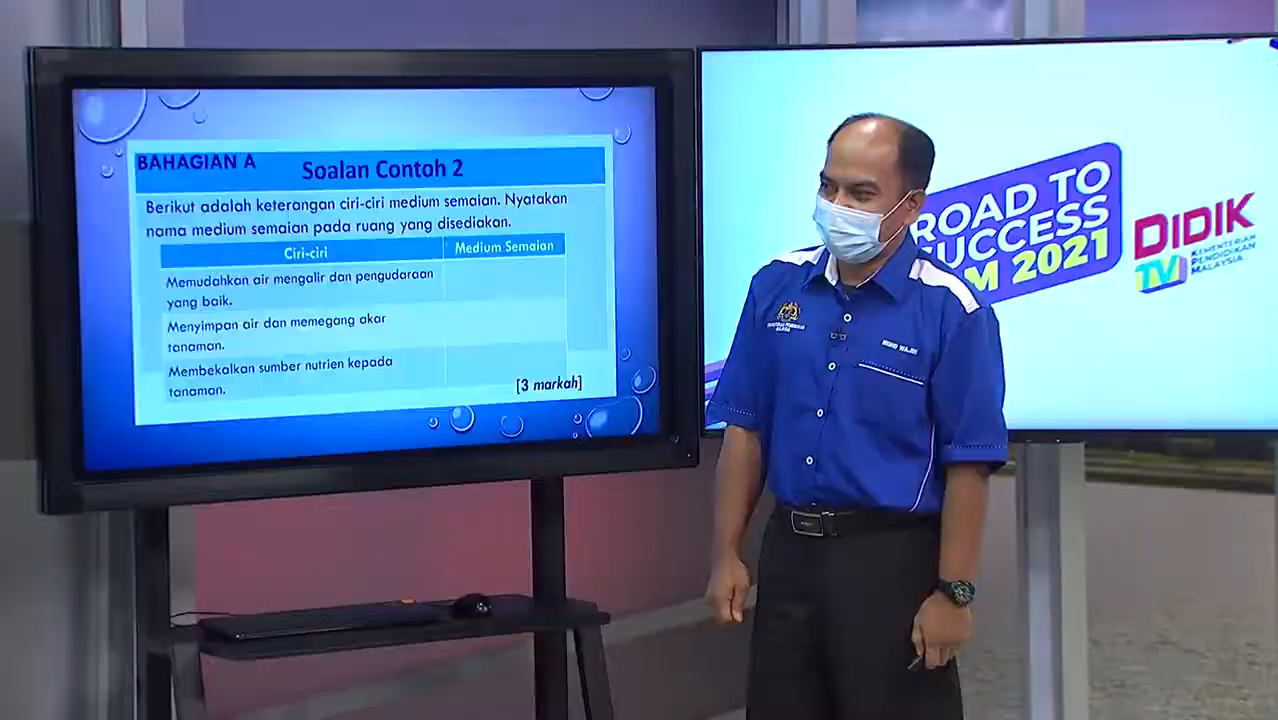 BAHAGIAN A
Soalan Contoh 2
Berikut adalah keterangan ciri-ciri medium semaian. Nyatakan
nama medium semaian pada ruang yang disediakan.
Ciri-ciri
Medium Semaian
Memudahkan air mengalir dan pengudaraan
yang baik.
Menyimpan air dan memegang akar
tanaman.
Membekalkan sumber nutrien kepada
tanaman.
[3 markah]
ROAD TO
SUCCESS
M 2021
DIDIK
TV
KEMENTERIAN
PENDIDIKAN
MALAYSIA
MOHD WAJIH